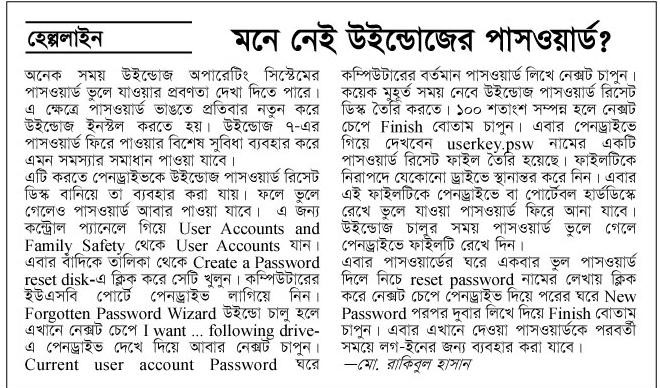 হেল্পলাইন
মনে নেই উইন্ডোজের পাসওয়ার্ড?
অনেক সময় উইন্ডোজ অপারেটিং সিস্টেমের
পাসওয়ার্ড ভুলে যাওয়ার প্রবণতা দেখা দিতে পারে।
এ ক্ষেত্রে পাসওয়ার্ড ভাঙতে প্রতিবার নতুন করে
উইন্ডোজ ইনস্টল করতে হয়। উইন্ডোজ ৭-এর
পাসওয়ার্ড ফিরে পাওয়ার বিশেষ সুবিধা ব্যবহার করে
এমন সমস্যার সমাধান পাওয়া যাবে।
এটি করতে পেনড্রাইভকে উইন্ডোজ পাসওয়ার্ড রিসেট
ডিস্ক বানিয়ে তা ব্যবহার করা যায়। ফলে ভুলে
গেলেও পাসওয়ার্ড আবার পাওয়া যাবে। এ জন্য
কন্ট্রোল প্যানেলে গিয়ে User Accounts and
Family Safety থেকে User Accounts যান।
এবার বাঁদিকে তালিকা থেকে Create a Password
reset disk-এ ক্লিক করে সেটি খুলুন। কম্পিউটারের
ইউএসবি পোর্টে পেনড্রাইভ লাগিয়ে নিন।
Forgotten Password Wizard উইন্ডো চালু হলে
এখানে নেক্সট চেপে I want ... following drive-
এ পেনড্রাইভ দেখে দিয়ে আবার নেক্সট চাপুন।
Current user account Password ঘরে
কম্পিউটারের বর্তমান পাসওয়ার্ড লিখে নেক্সট চাপুন।
কয়েক মুহূর্ত সময় নেবে উইন্ডোজ পাসওয়ার্ড রিসেট
ডিস্ক তৈরি করতে। ১০০ শতাংশ সম্পন্ন হলে নেক্সট
চেপে Finish বোতাম চাপুন। এবার পেনড্রাইভে
গিয়ে দেখবেন userkey.psw নামের একটি
পাসওয়ার্ড রিসেট ফাইল তৈরি হয়েছে। ফাইলটিকে
নিরাপদে যেকোনো ড্রাইভে স্থানান্তর করে নিন। এবার
এই ফাইলটিকে পেনড্রাইভে বা পোর্টেবল হার্ডডিস্কে
রেখে ভুলে যাওয়া পাসওয়ার্ড ফিরে আনা যাবে।
উইন্ডোজ চালুর সময় পাসওয়ার্ড ভুলে গেলে
পেনড্রাইভে ফাইলটি রেখে দিন।
এবার পাসওয়ার্ডের ঘরে একবার ভুল পাসওয়ার্ড
দিলে নিচে reset password নামের লেখায় ক্লিক
করে নেক্সট চেপে পেনড্রাইভ দিয়ে পরের ঘরে New
Password পরপর দুবার লিখে দিয়ে Finish বোতাম
চাপুন। এবার এখানে দেওয়া পাসওয়ার্ডকে পরবর্তী
সময়ে লগ-ইনের জন্য ব্যবহার করা যাবে।
—মো. রাকিবুল হাসান